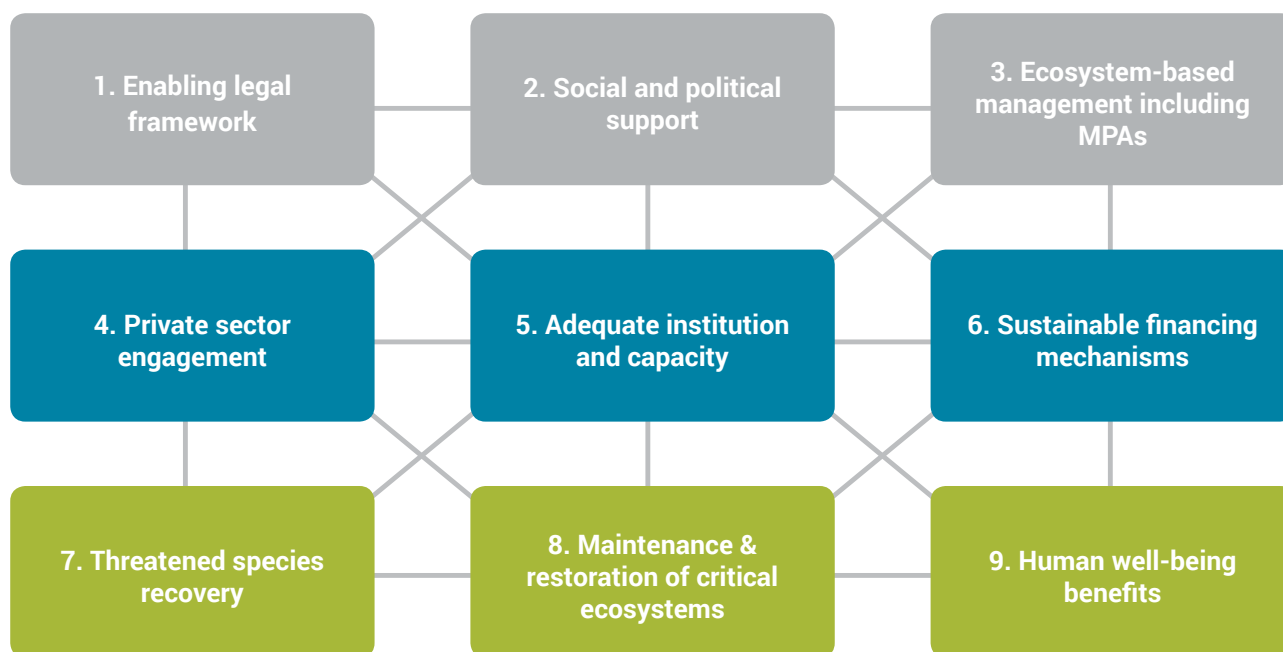 1. Enabling legal
framework
2. Social and political
support
3. Ecosystem-based
management including
MPAs
4. Private sector
engagement
5. Adequate institution
and capacity
6. Sustainable financing
mechanisms
7. Threatened species
recovery
8. Maintenance &
restoration of critical
ecosystems
9. Human well-being
benefits